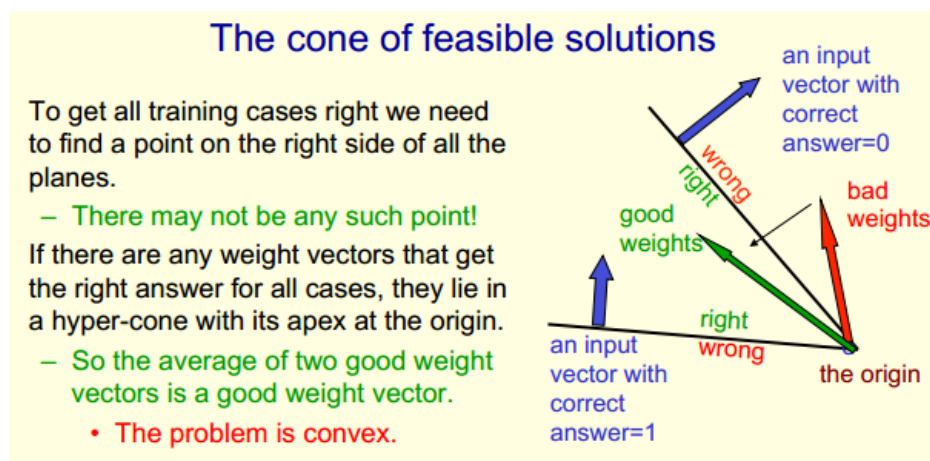 The cone of feasible solutions
To get all training cases right we need
to find a point on the right side of all the
planes.
– There may not be any such point!
If there are any weight vectors that get
the right answer for all cases, they lie in
a hyper-cone with its apex at the origin.
– So the average of two good weight
vectors is a good weight vector.
• The problem is convex.
an input
vector with
correct
answer=0
wrong
right
bad
weights
good
weights
right
wrong
an input
vector with
correct
answer=1
the origin